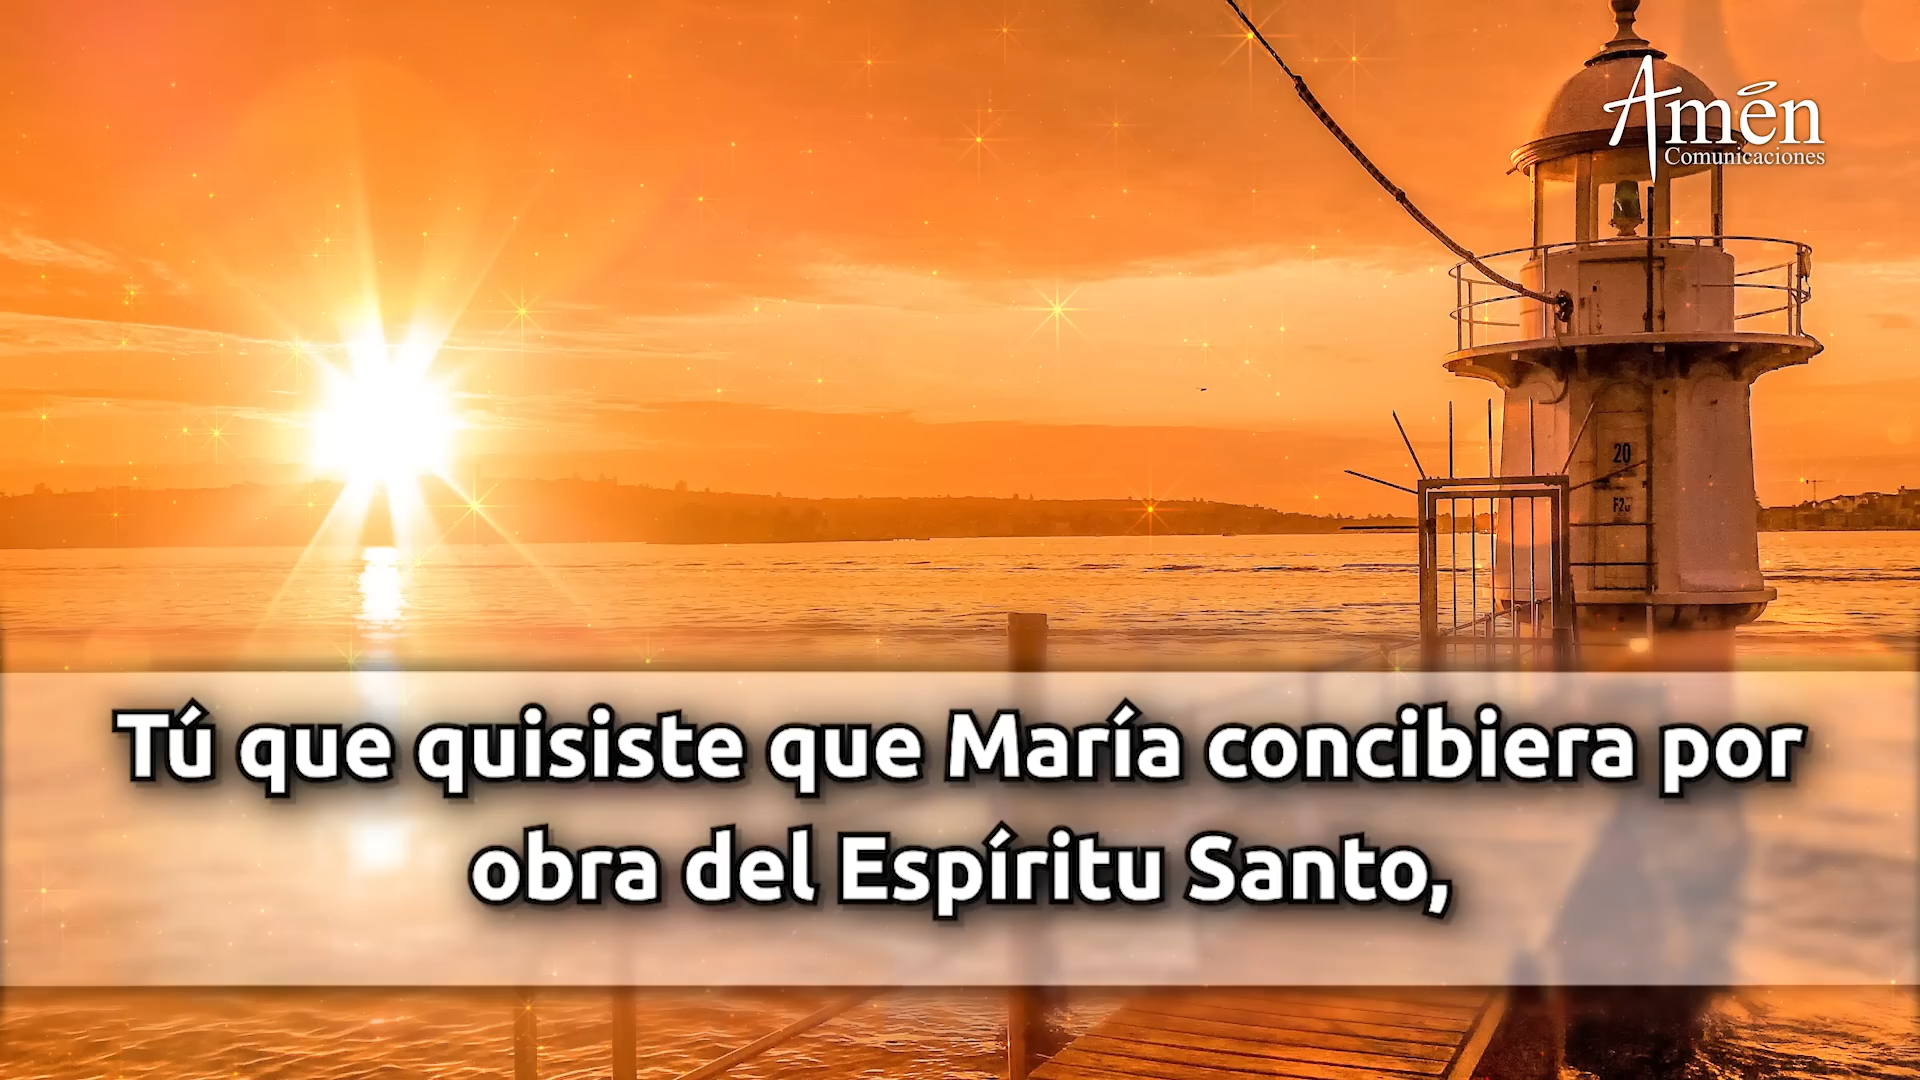 Amén
Comunicaciones
20
Tú que quisiste que María concibiera por
obra del Espíritu Santo,